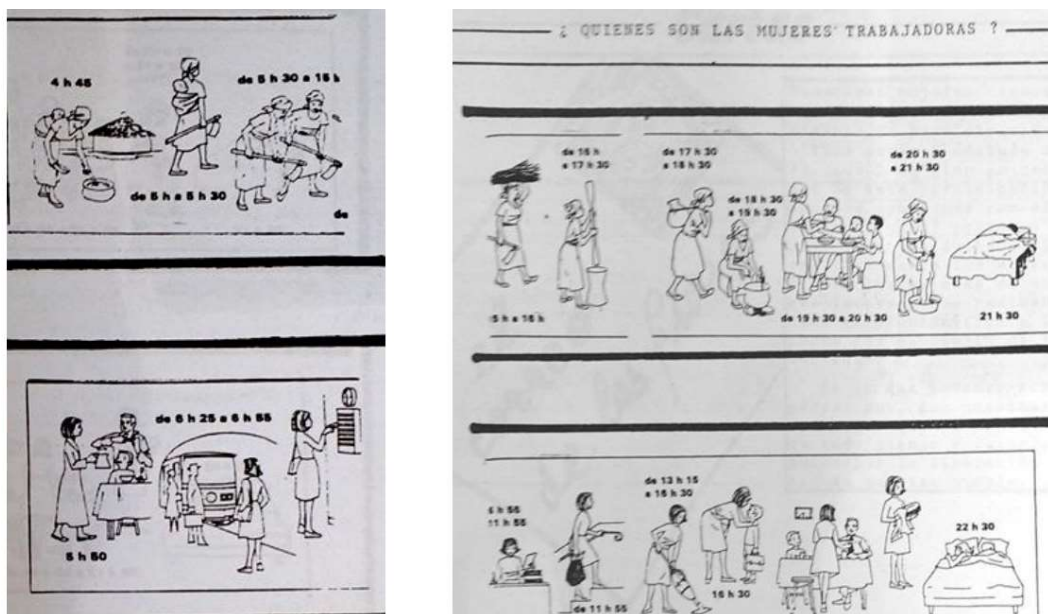 4 h 45
de 5 h a 5 h 30
de 5 h 30 a 15 h
de
5 h 50
de 6 h 25 a 6 h 55
¿ QUIENES SON LAS MUJERES TRABAJADORAS ?
5 h a 16 h
de 16 h
a 17 h 30
de 17 h 30
a 18 h 30
de 18 h 30
a 19 h 30
de 19 h 30 a 20 h 30
de 20 h 30
a 21 h 30
21 h 30
6 h 55
11 h 55
de 11 h 55
de 13 h 15
a 16 h 30
16 h 30
22 h 30